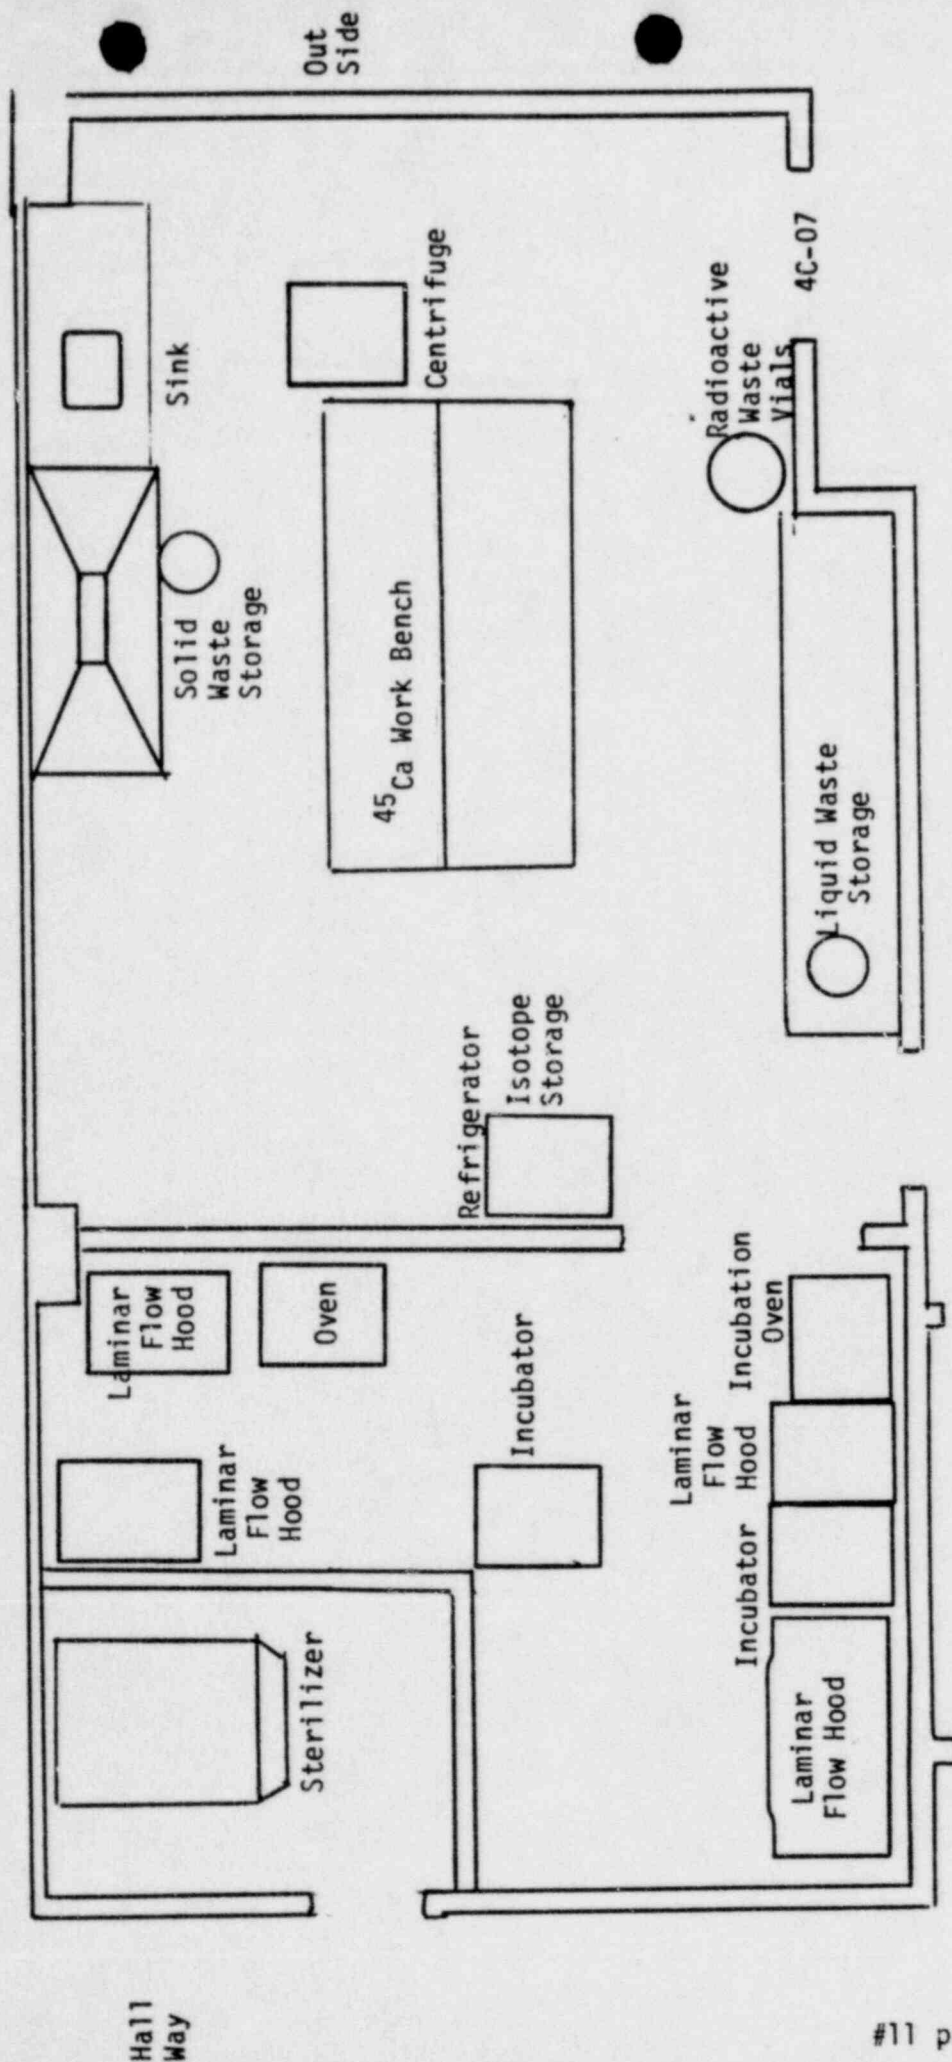 Hall
Way
Sterilizer
Laminar
Flow
Hood
Laminar
Flow
Hood
Oven
Incubator
Laminar
Flow Hood
Incubator
Laminar
Flow
Hood
Incubation
Oven
Refrigerator
Isotope
Storage
Solid
Waste
Storage
Sink
45Ca Work Bench
Centrifuge
Liquid Waste
Storage
Radioactive
Waste
Vials
4C-07
Out
Side
#11 p